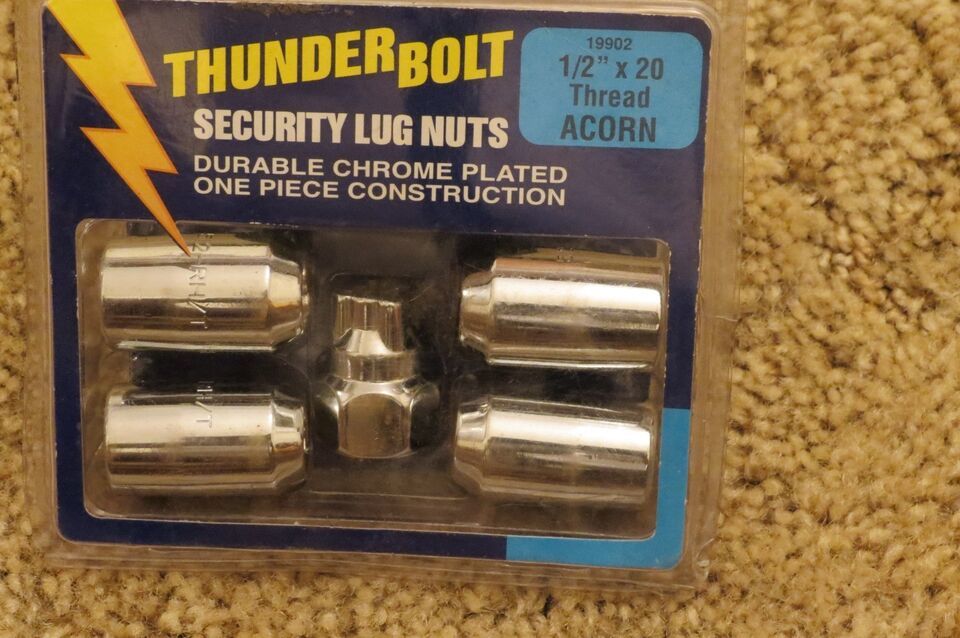 THUNDERBOLT
SECURITY LUG NUTS
DURABLE CHROME PLATED
ONE PIECE CONSTRUCTION
19902
1/2" x 20
Thread
ACORN